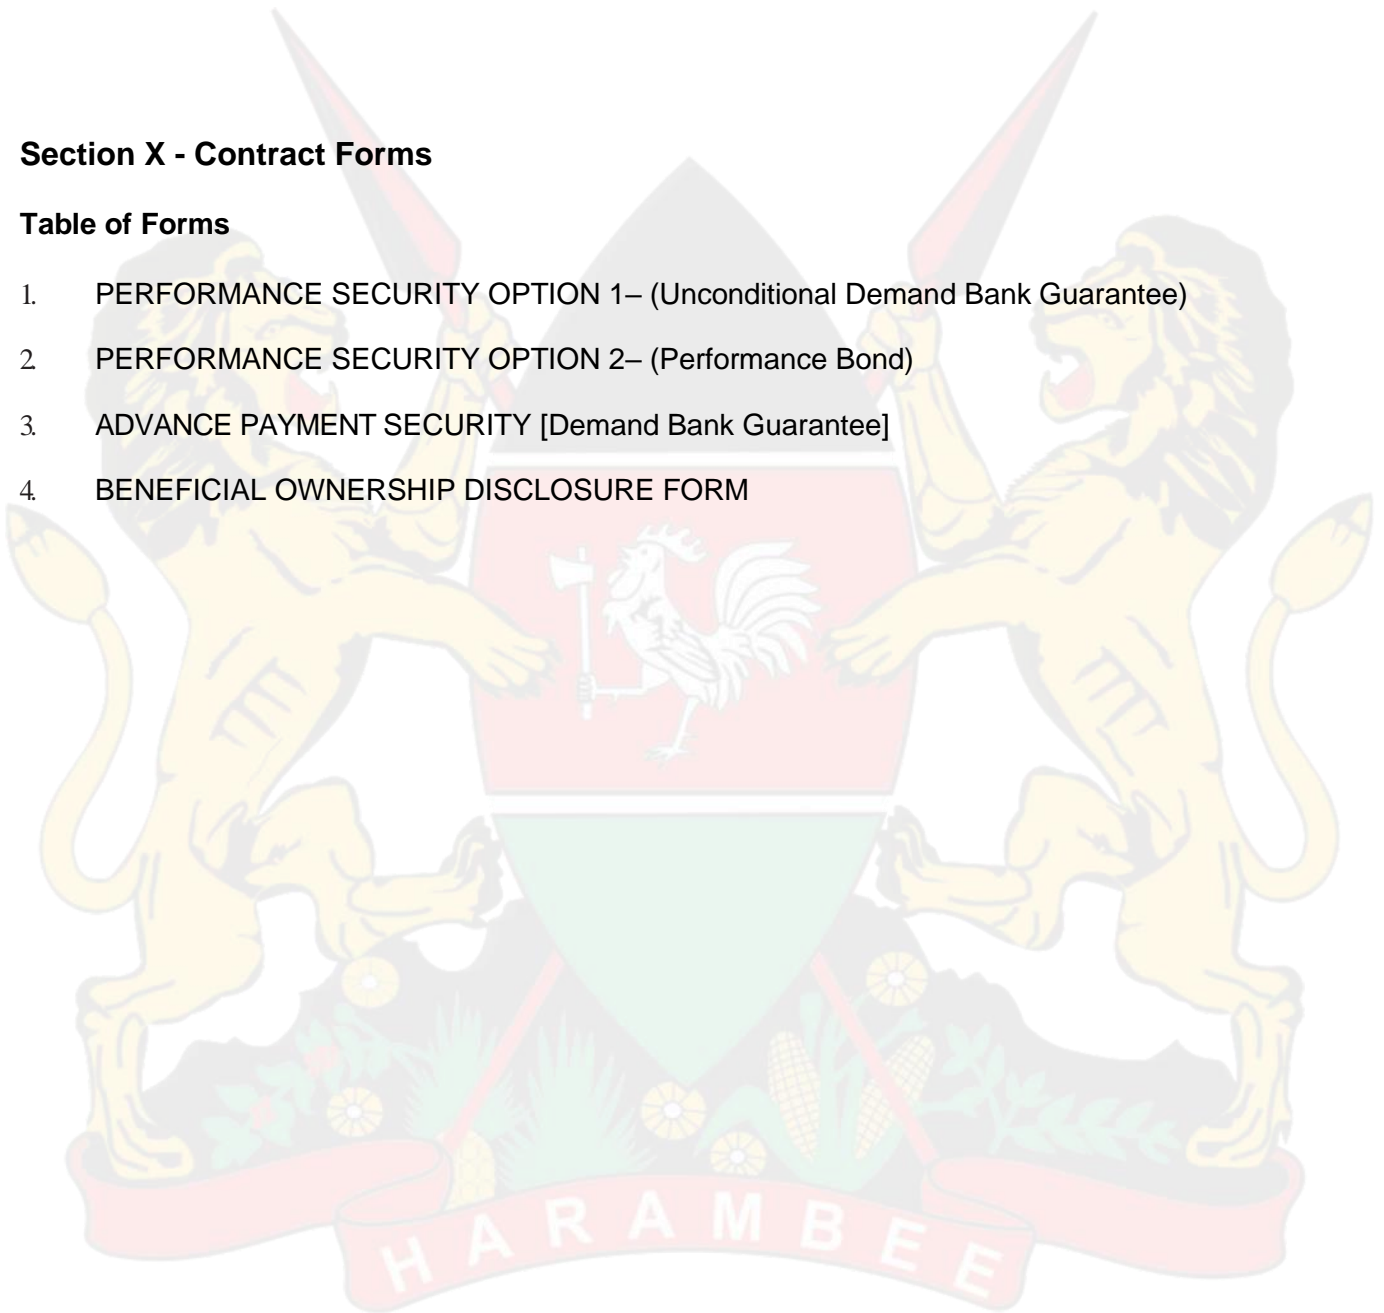 Section X - Contract Forms
Table of Forms
1. PERFORMANCE SECURITY OPTION 1– (Unconditional Demand Bank Guarantee)
2. PERFORMANCE SECURITY OPTION 2– (Performance Bond)
3. ADVANCE PAYMENT SECURITY [Demand Bank Guarantee]
4. BENEFICIAL OWNERSHIP DISCLOSURE FORM
HARAMBEE